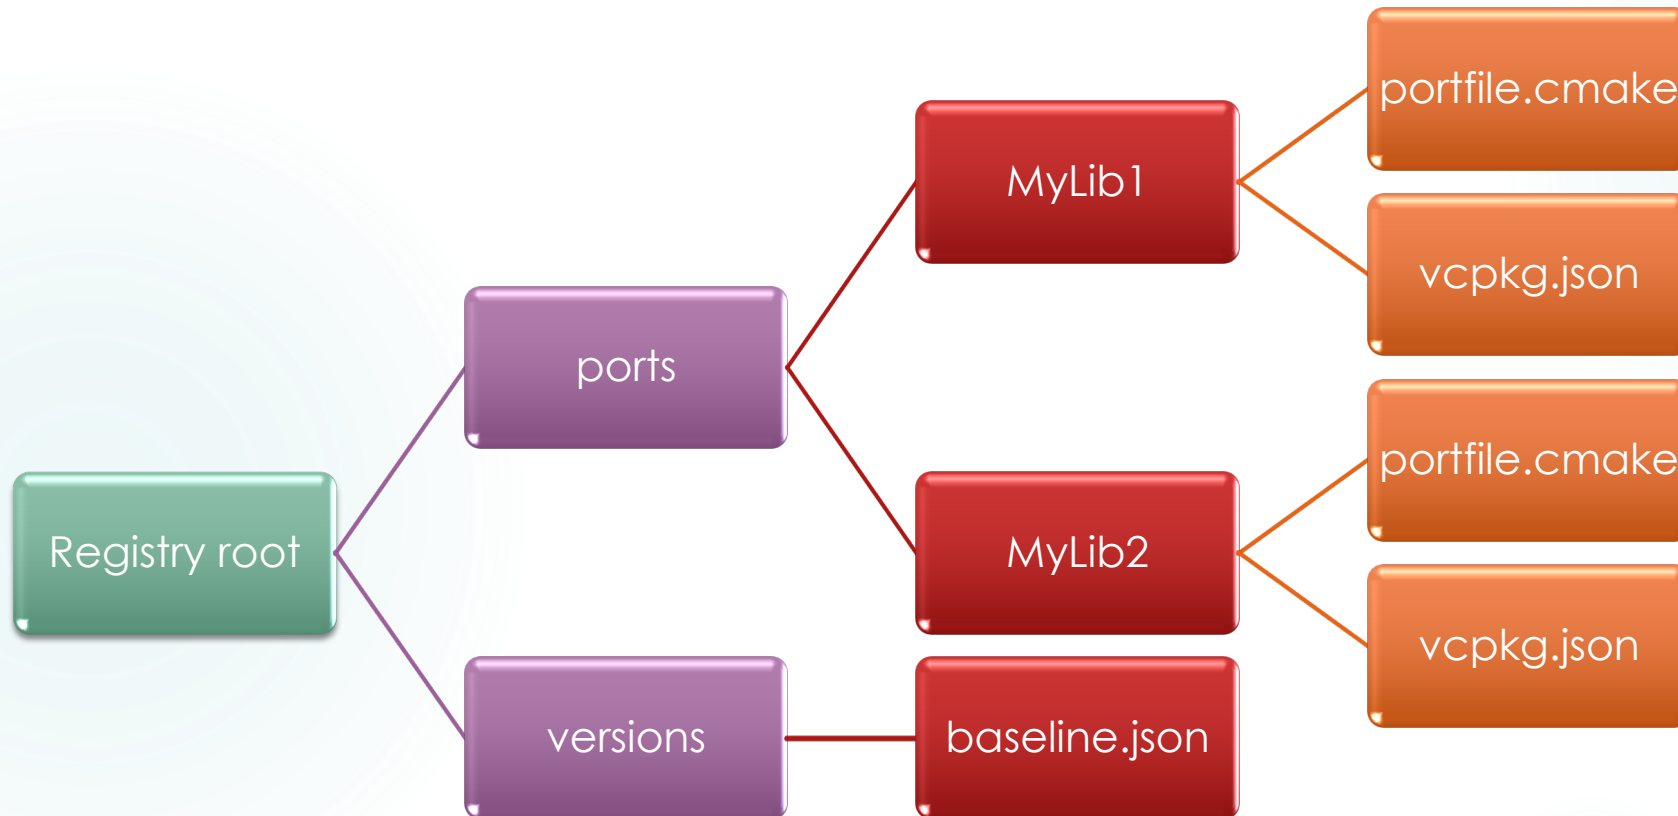 Registry root
ports
MyLib1
portfile.cmake
vcpkg.json
MyLib2
portfile.cmake
vcpkg.json
versions
baseline.json